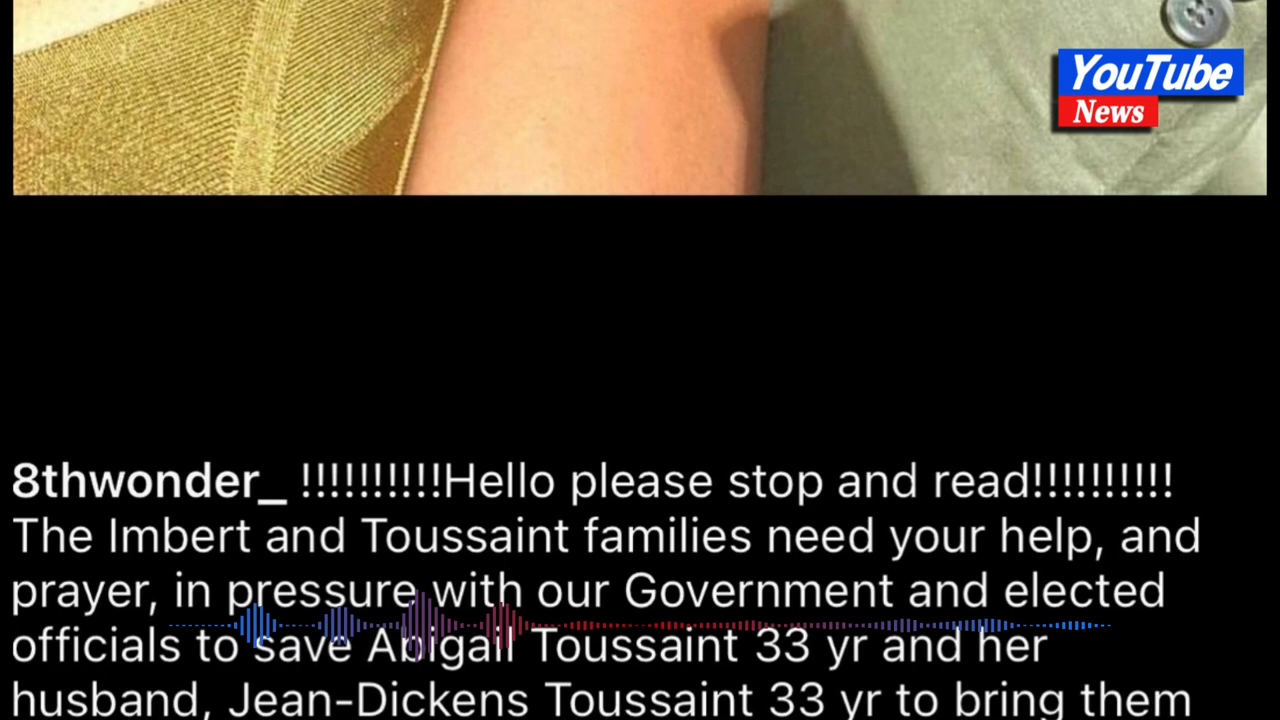 YouTube
News
8thwonder_ !!!!!!!!!!Hello please stop and read!!!!!!!!!!
The Imbert and Toussaint families need your help, and
prayer, in pressure with our Government and elected
officials to save Abigail Toussaint 33 yr and her
husband, Jean-Dickens Toussaint 33 yr to bring them